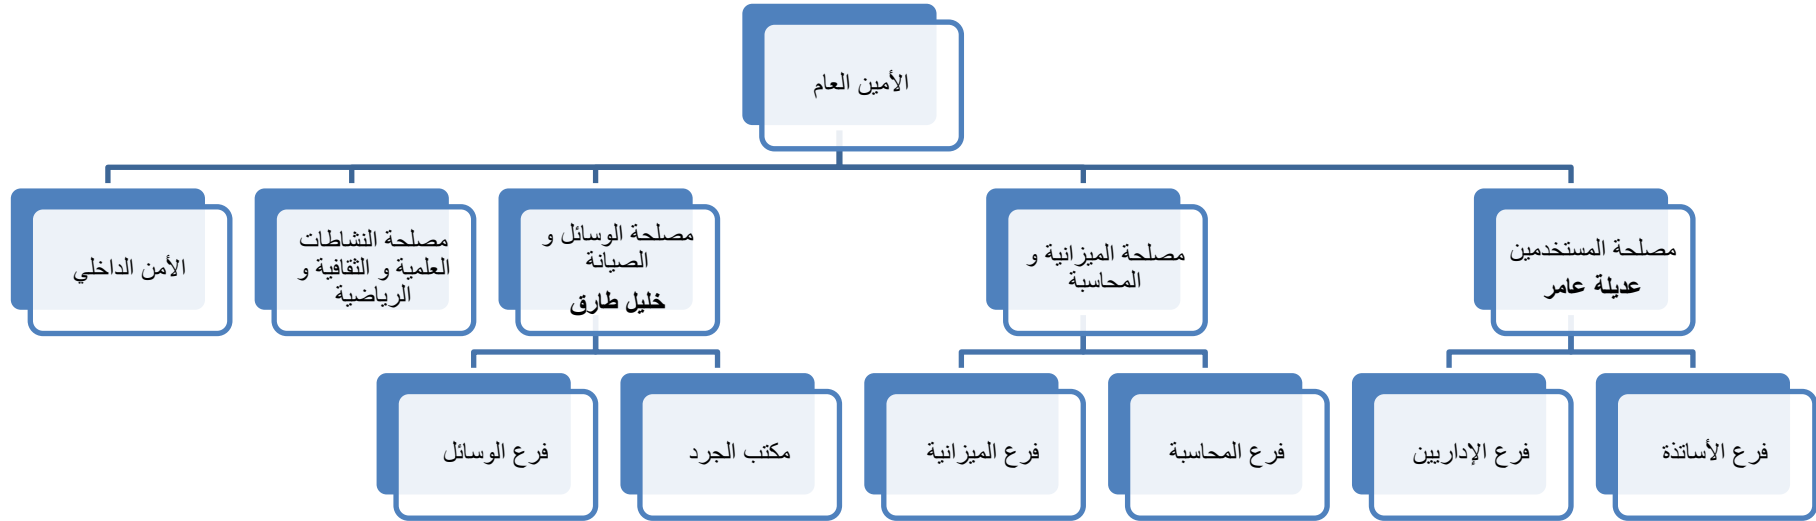 الأمين العام
مصلحة المستخدمين
عديلة عامر
مصلحة الميزانية و
المحاسبة
مصلحة الوسائل و
الصيانة
خليل طارق
مصلحة النشاطات
العلمية و الثقافية و
الرياضية
الأمن الداخلي
فرع الأساتذة
فرع الإداريين
فرع المحاسبة
فرع الميزانية
مكتب الجرد
فرع الوسائل